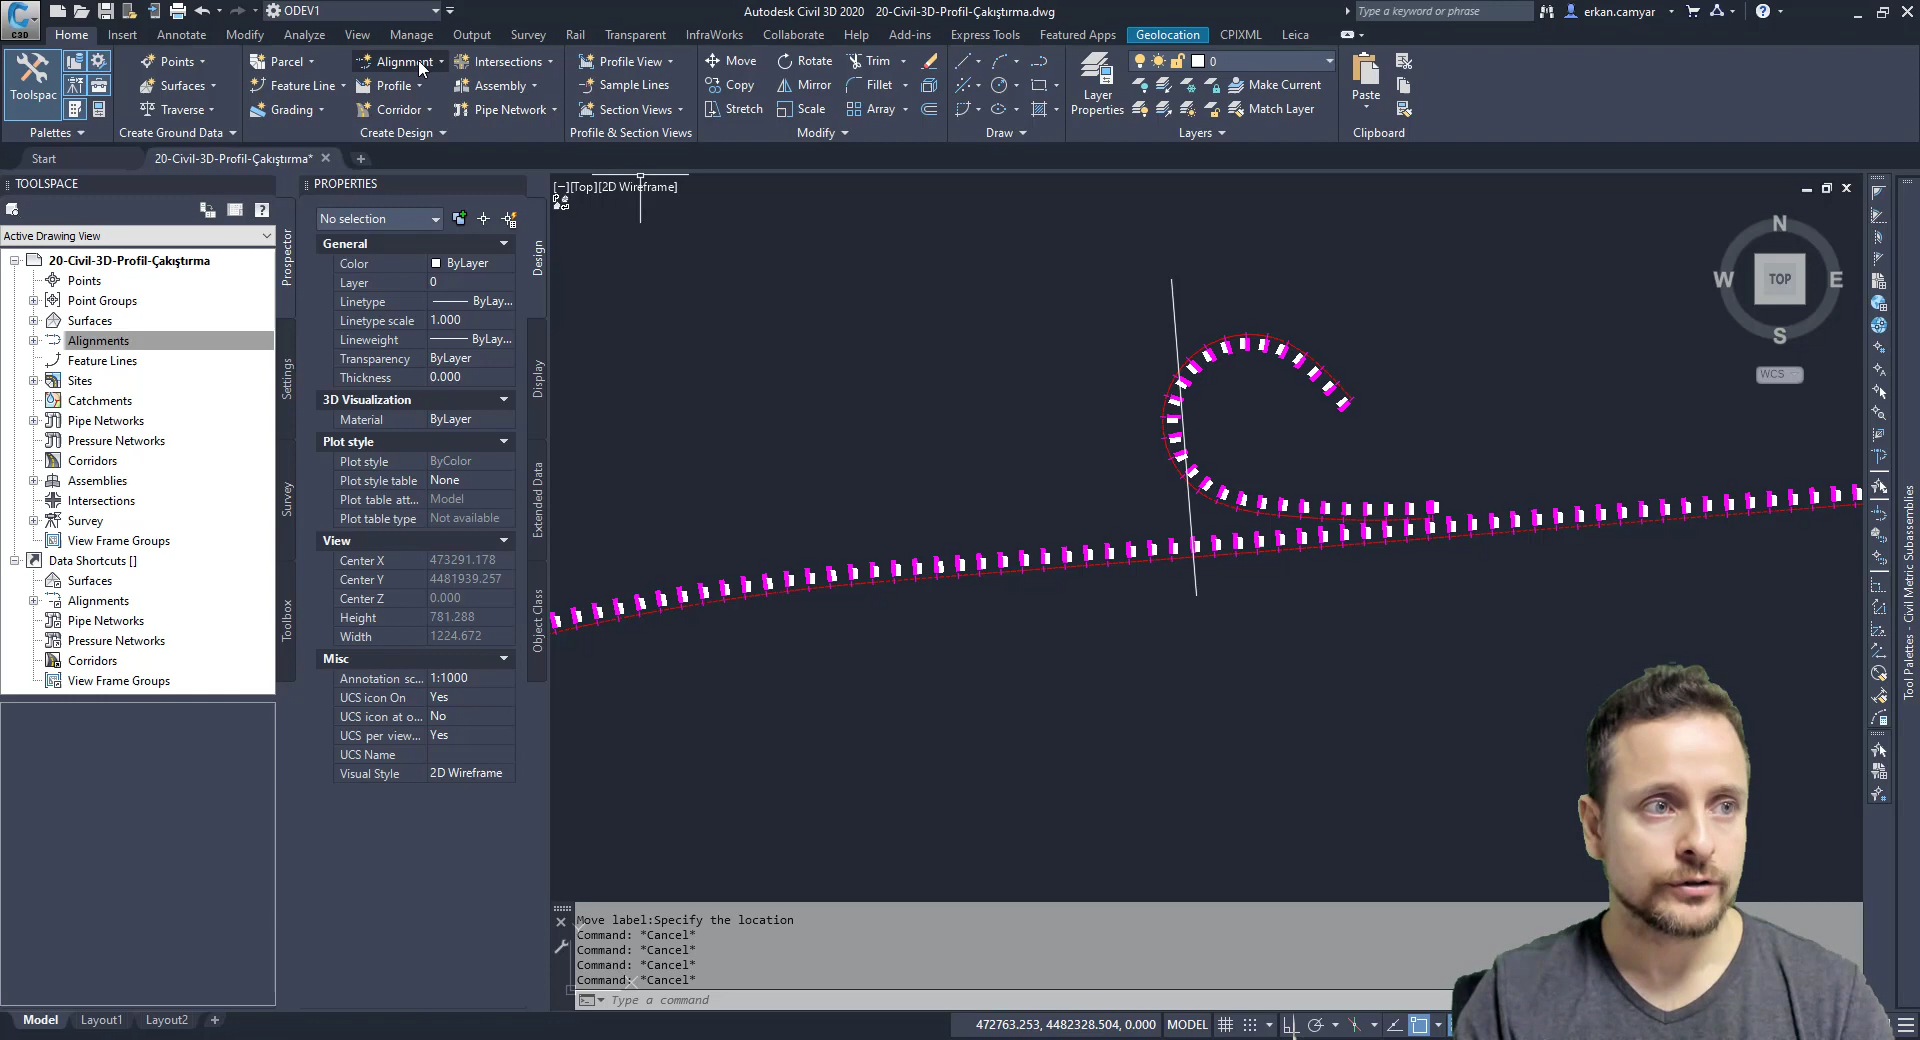 C3D
ODEV1
Autodesk Civil 3D 2020 20-Civil-3D-Profil-Çakıştırma.dwg
Type a keyword or phrase
erkan.camyar
Home Insert Annotate Modify Analyze View Manage Output Survey Rail Transparent InfraWorks Collaborate Help Add-ins Express Tools Featured Apps Geolocation CPIXML Leica
Points Parcel Alignment Intersections Profile View Move Rotate Trim 0
Toolspac Surfaces Feature Line Profile Assembly Sample Lines Copy Mirror Fillet Layer Properties Make Current Paste
Traverse Grading Corridor Pipe Network Section Views Stretch Scale Array Match Layer
Palettes Create Ground Data Create Design Profile & Section Views Modify Draw Layers Clipboard
Start 20-Civil-3D-Profil-Çakıştırma*
TOOLSPACE
Active Drawing View
20-Civil-3D-Profil-Çakıştırma
Points
Point Groups
Surfaces
Alignments
Feature Lines
Sites
Catchments
Pipe Networks
Pressure Networks
Corridors
Assemblies
Intersections
Survey
View Frame Groups
Data Shortcuts []
Surfaces
Alignments
Pipe Networks
Pressure Networks
Corridors
View Frame Groups
Prospector
Settings
Survey
Toolbox
PROPERTIES
No selection
General
Color ByLayer
Layer 0
Linetype ByLay...
Linetype scale 1.000
Lineweight ByLay...
Transparency ByLayer
Thickness 0.000
3D Visualization
Material ByLayer
Plot style
Plot style ByColor
Plot style table None
Plot table att... Model
Plot table type Not available
View
Center X 473291.178
Center Y 4481939.257
Center Z 0.000
Height 781.288
Width 1224.672
Misc
Annotation sc... 1:1000
UCS icon On Yes
UCS icon at o... No
UCS per view... Yes
UCS Name
Visual Style 2D Wireframe
Design
Display
Extended Data
Object Class
[−][Top][2D Wireframe]
N
W TOP E
S
WCS
Tool Palettes - Civil Metric Subassemblies
Move label:Specify the location
Command: *Cancel*
Command: *Cancel*
Command: *Cancel*
Command: *Cancel*
Type a command
Model Layout1 Layout2
472763.253, 4482328.504, 0.000 MODEL